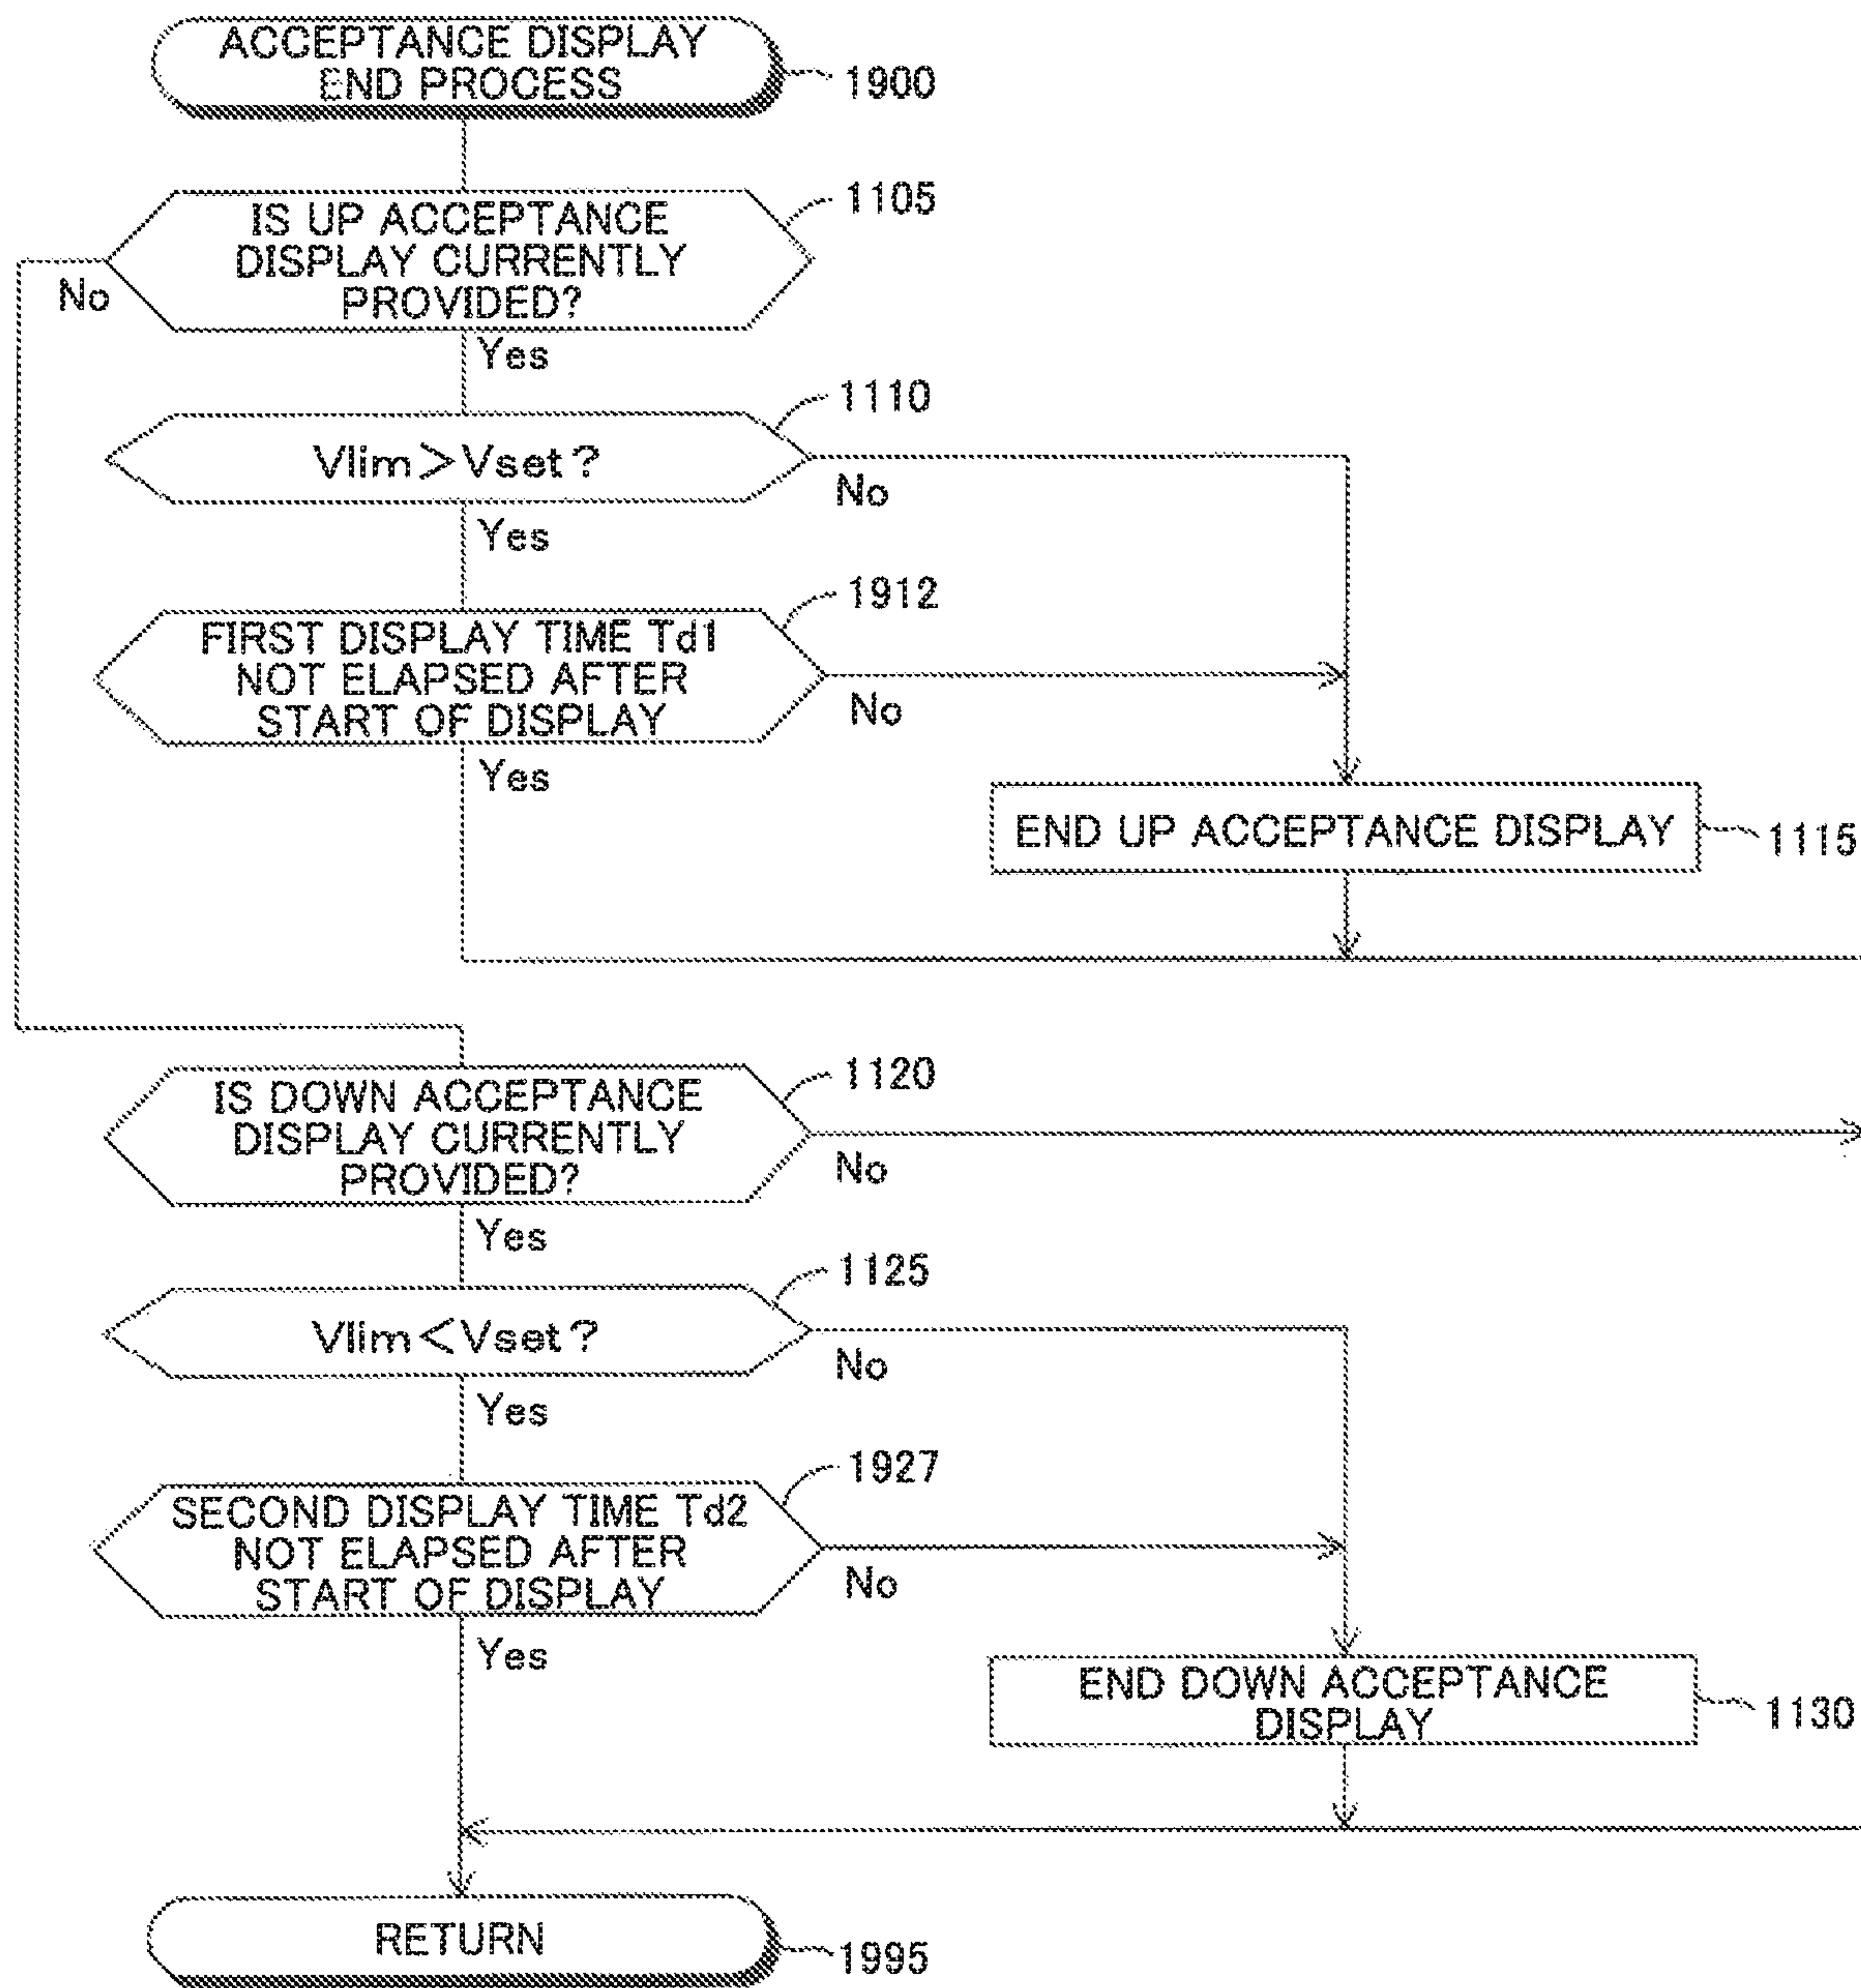 ACCEPTANCE DISPLAY
END PROCESS
1900
1105
IS UP ACCEPTANCE
DISPLAY CURRENTLY
PROVIDED?
No
Yes
1110
Vlim>Vset?
No
Yes
1912
FIRST DISPLAY TIME Td1
NOT ELAPSED AFTER
START OF DISPLAY
No
Yes
END UP ACCEPTANCE DISPLAY
1115
1120
IS DOWN ACCEPTANCE
DISPLAY CURRENTLY
PROVIDED?
No
Yes
1125
Vlim<Vset?
No
Yes
1927
SECOND DISPLAY TIME Td2
NOT ELAPSED AFTER
START OF DISPLAY
No
Yes
END DOWN ACCEPTANCE
DISPLAY
1130
RETURN
1995